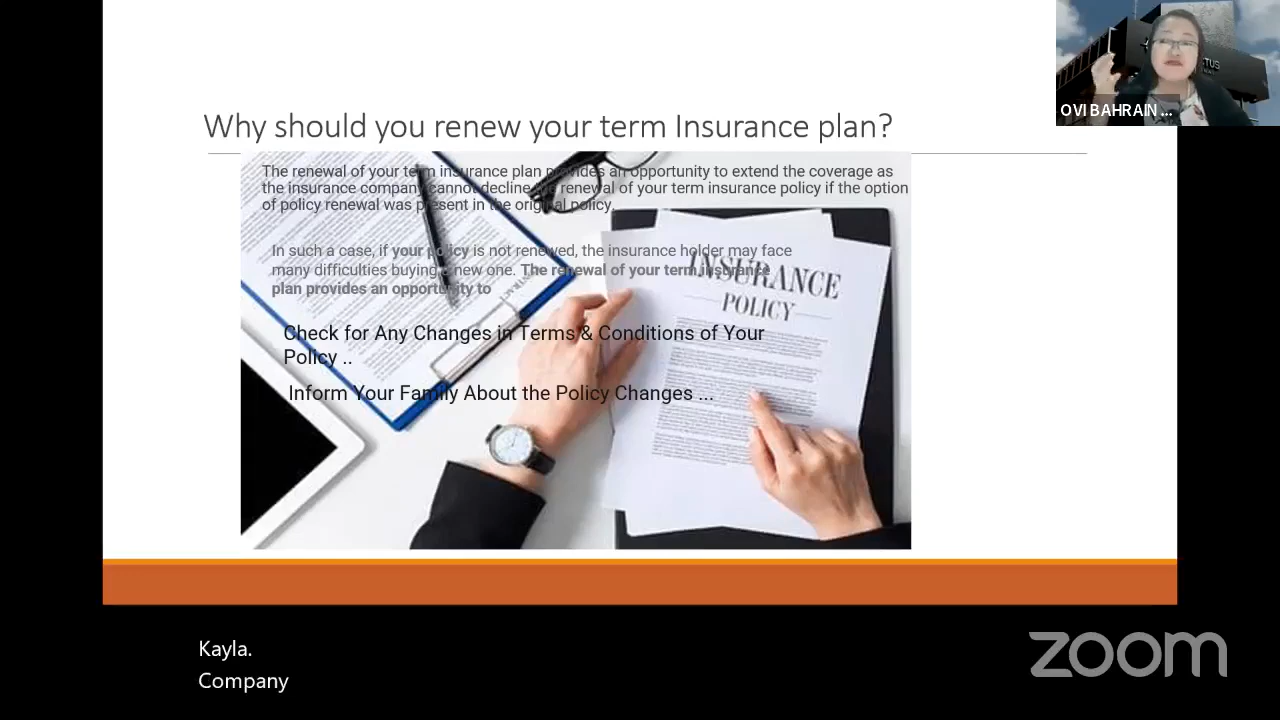 Why should you renew your term Insurance plan?
The renewal of your term insurance plan provides an opportunity to extend the coverage as
the insurance company cannot decline the renewal of your term insurance policy if the option
of policy renewal was present in the original policy.
In such a case, if your policy is not renewed, the insurance holder may face
many difficulties buying a new one. The renewal of your term insurance
plan provides an opportunity to
Check for Any Changes in Terms & Conditions of Your
Policy ..
Inform Your Family About the Policy Changes ...
INSURANCE
POLICY
OVI BAHRAIN ...
Kayla.
Company
zoom